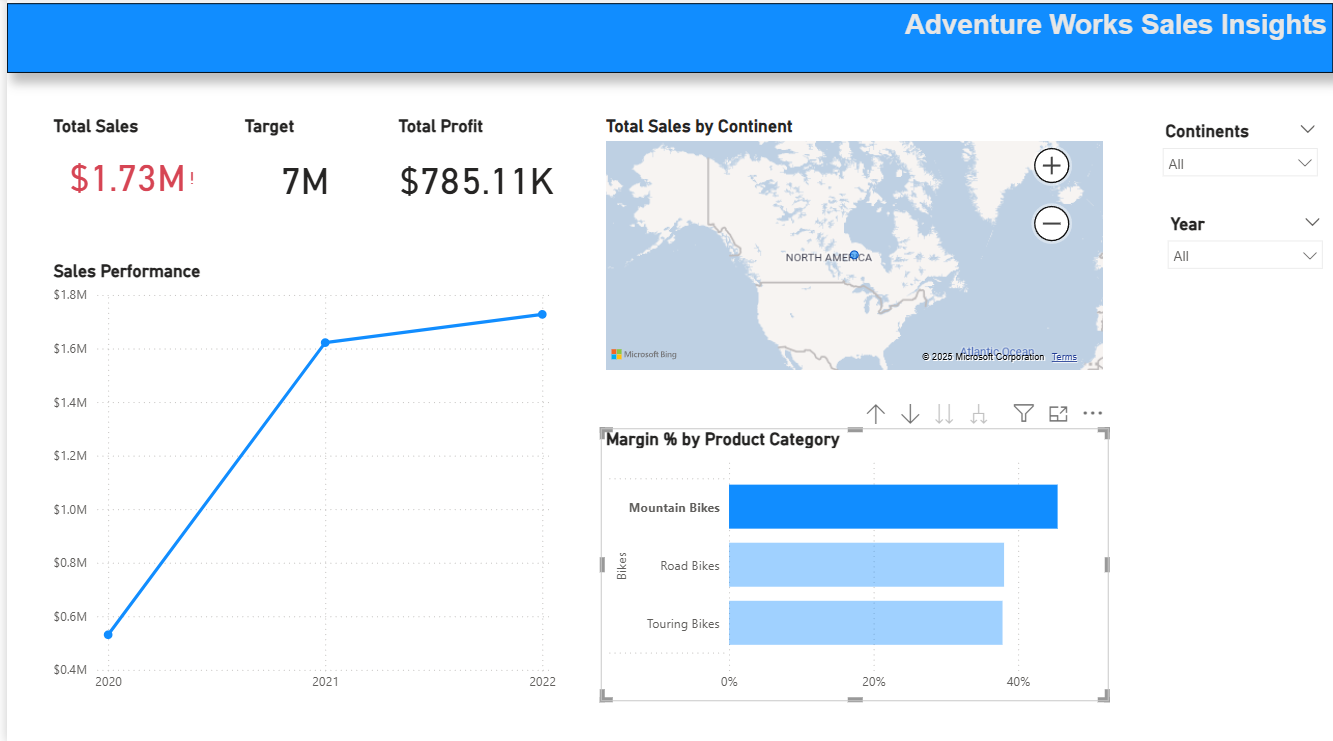 Adventure Works Sales Insights
Total Sales
$1.73M!
Target
7M
Total Profit
$785.11K
Total Sales by Continent
NORTH AMERICA
Microsoft Bing
Atlantic Ocean
© 2025 Microsoft Corporation Terms
Continents
All
Year
All
Sales Performance
$1.8M
$1.6M
$1.4M
$1.2M
$1.0M
$0.8M
$0.6M
$0.4M
2020 2021 2022
Margin % by Product Category
Bikes
Mountain Bikes
Road Bikes
Touring Bikes
0% 20% 40%